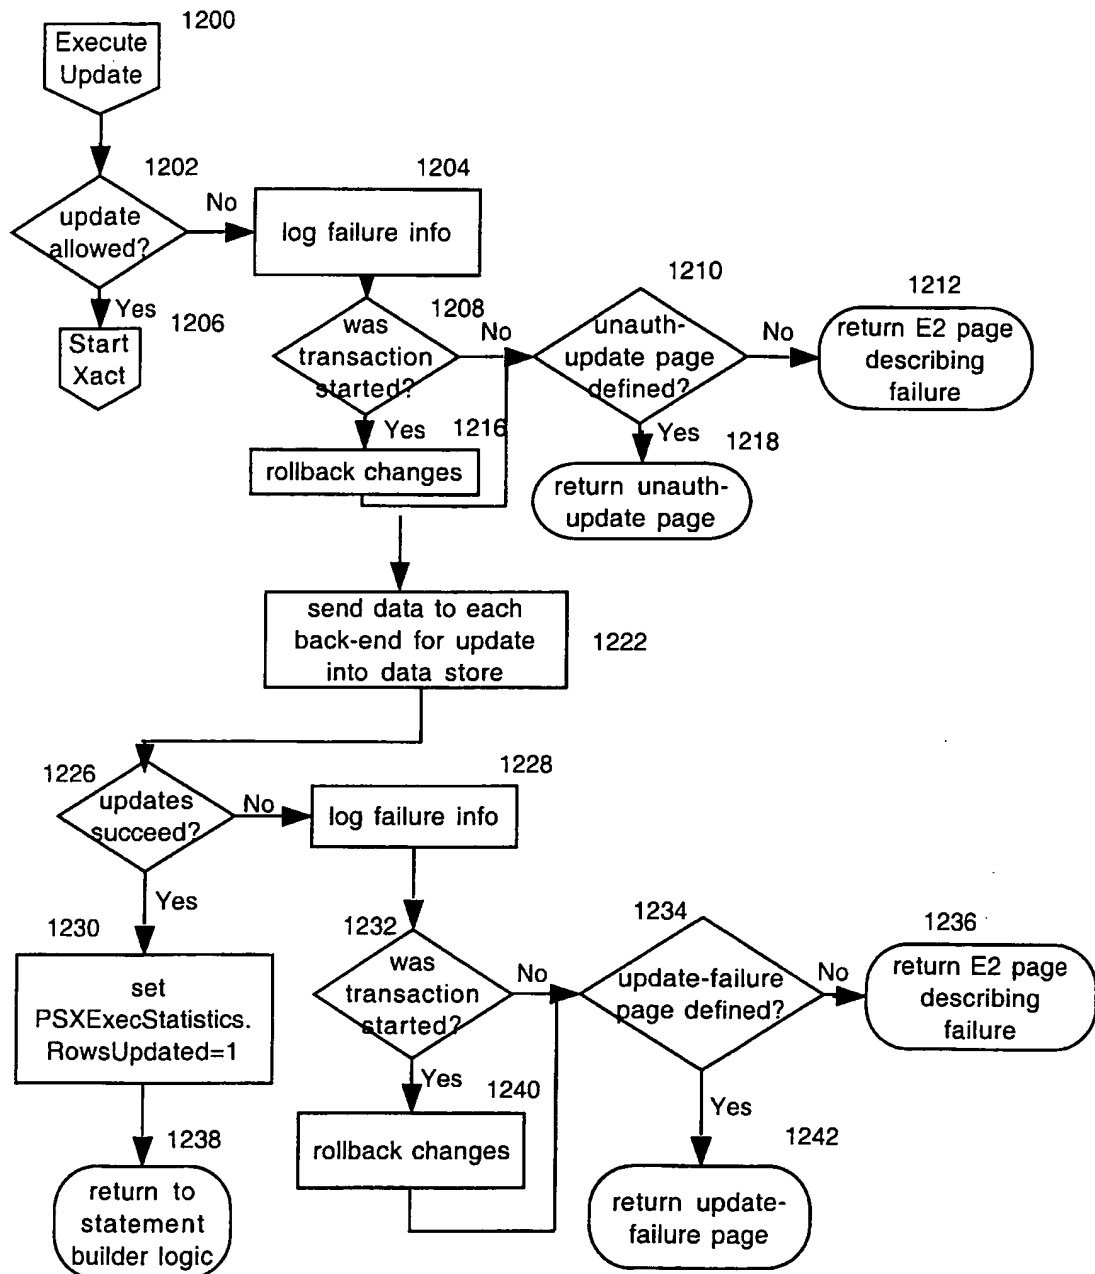 1200
Execute
Update
1202
update
allowed?
No
1204
log failure info
Yes
1206
Start
Xact
1208
was
transaction
started?
No
1210
unauth-
update page
defined?
No
1212
return E2 page
describing
failure
Yes
1216
rollback changes
Yes
1218
return unauth-
update page
send data to each
back-end for update
into data store
1222
1226
updates
succeed?
No
1228
log failure info
Yes
1230
set
PSXExecStatistics.
RowsUpdated=1
1232
was
transaction
started?
No
1234
update-failure
page defined?
No
1236
return E2 page
describing
failure
Yes
1240
rollback changes
Yes
1242
return update-
failure page
1238
return to
statement
builder logic